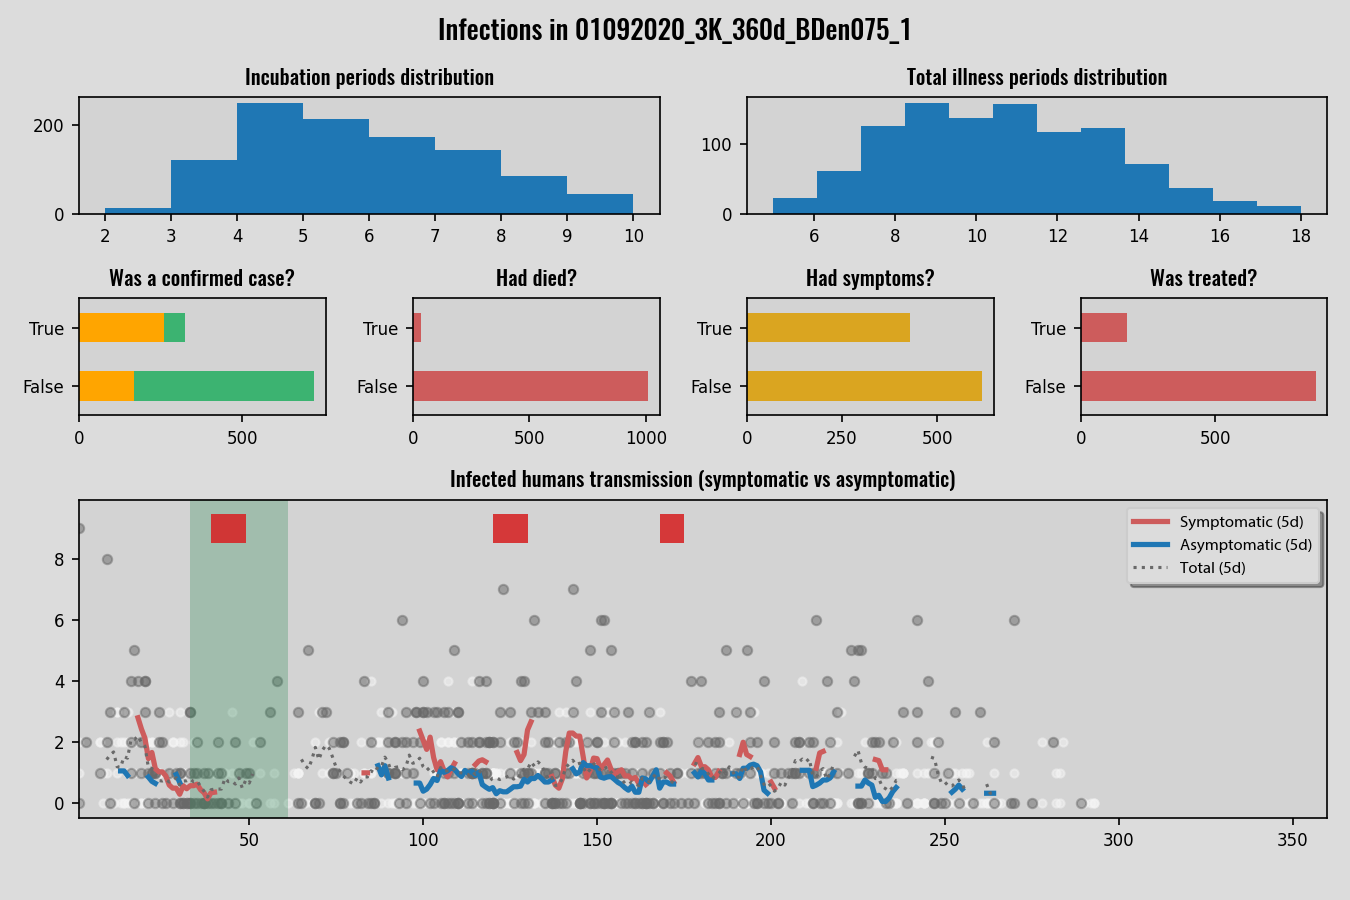 Infections in 01092020_3K_360d_BDen075_1
Incubation periods distribution
Total illness periods distribution
200
0
2 3 4 5 6 7 8 9 10
100
0
6 8 10 12 14 16 18
Was a confirmed case?
Had died?
Had symptoms?
Was treated?
True
False
0 500
True
False
0 500 1000
True
False
0 250 500
True
False
0 500
Infected humans transmission (symptomatic vs asymptomatic)
Symptomatic (5d)
Asymptomatic (5d)
Total (5d)
8
6
4
2
0
50 100 150 200 250 300 350